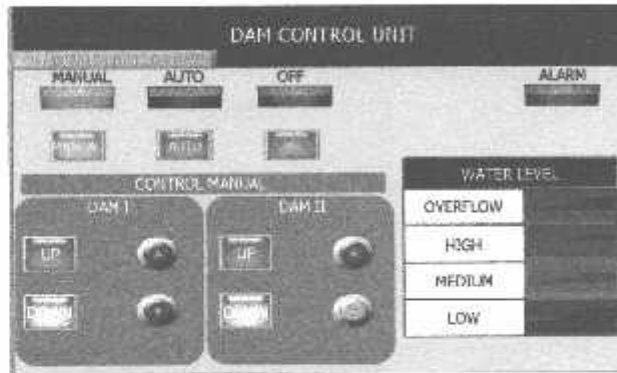 DAM CONTROL UNIT
MANUAL AUTO OFF ALARM
MANUAL AUTO
CONTROL MANUAL
WATER LEVEL
DAM I DAM II
OVERFLOW
UP UP
HIGH
MEDIUM
DOWN DOWN
LOW